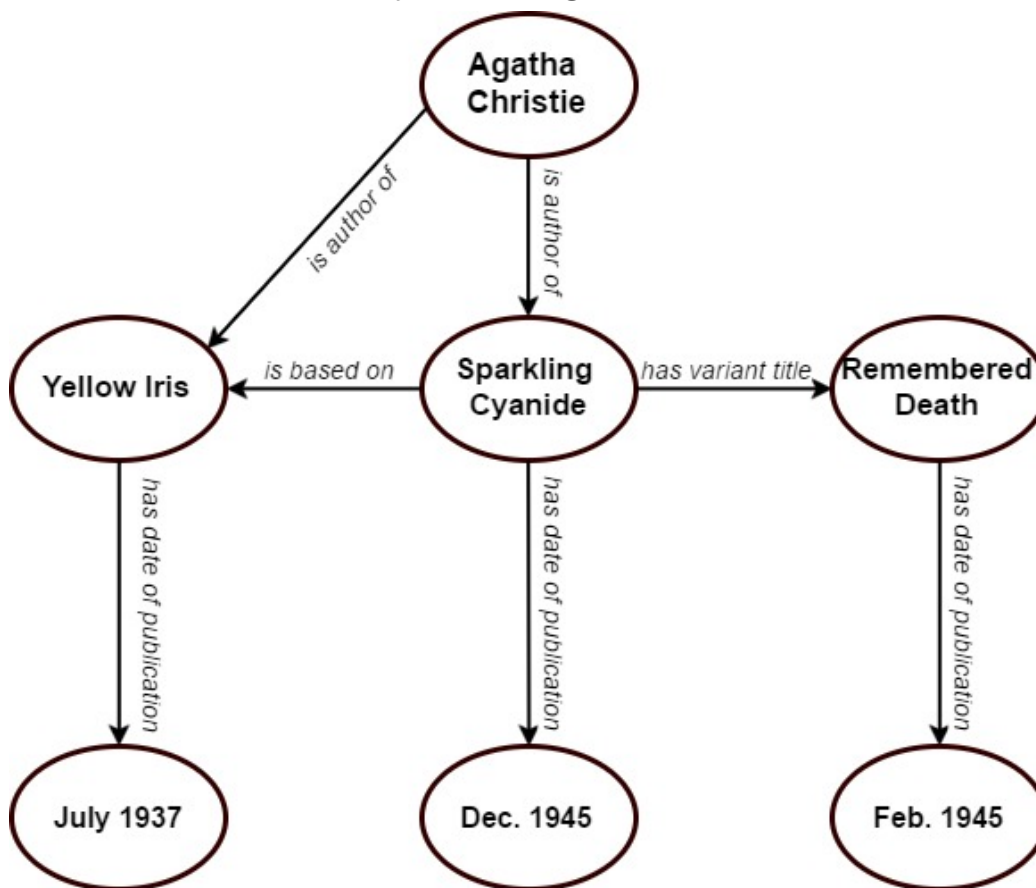 Agatha
Christie
is author of
is author of
Yellow Iris
is based on
Sparkling
Cyanide
has variant title
Remembered
Death
has date of publication
has date of publication
has date of publication
July 1937
Dec. 1945
Feb. 1945